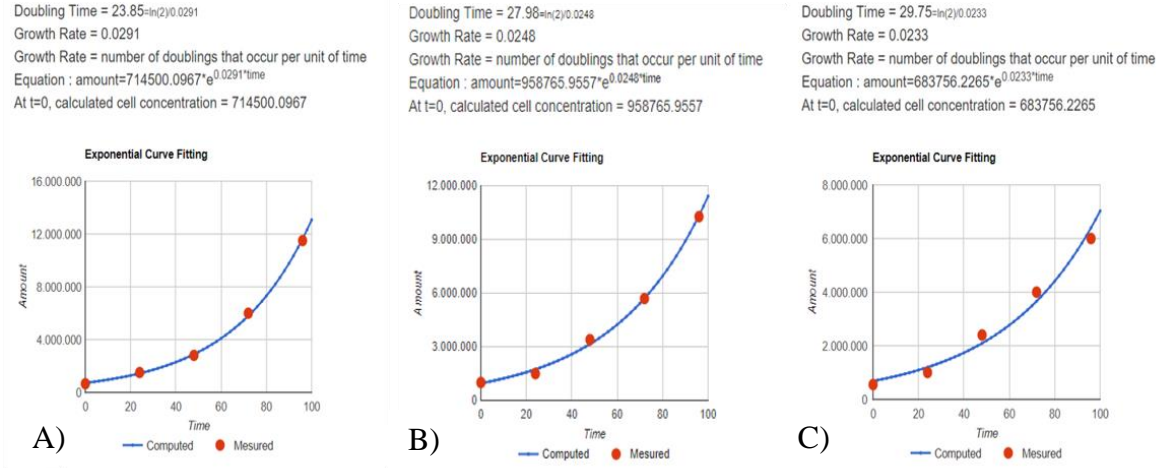 Doubling Time = 23.85=ln(2)/0.0291
Growth Rate = 0.0291
Growth Rate = number of doublings that occur per unit of time
Equation : amount=714500.0967*e^0.0291*time
At t=0, calculated cell concentration = 714500.0967
Exponential Curve Fitting
16.000.000
12.000.000
8.000.000
4.000.000
0
Amount
0 20 40 60 80 100
Time
Computed Mesured
A)
Doubling Time = 27.98=ln(2)/0.0248
Growth Rate = 0.0248
Growth Rate = number of doublings that occur per unit of time
Equation : amount=958765.9557*e^0.0248*time
At t=0, calculated cell concentration = 958765.9557
Exponential Curve Fitting
12.000.000
9.000.000
6.000.000
3.000.000
0
Amount
0 20 40 60 80 100
Time
Computed Mesured
B)
Doubling Time = 29.75=ln(2)/0.0233
Growth Rate = 0.0233
Growth Rate = number of doublings that occur per unit of time
Equation : amount=683756.2265*e^0.0233*time
At t=0, calculated cell concentration = 683756.2265
Exponential Curve Fitting
8.000.000
6.000.000
4.000.000
2.000.000
0
Amount
0 20 40 60 80 100
Time
Computed Mesured
C)